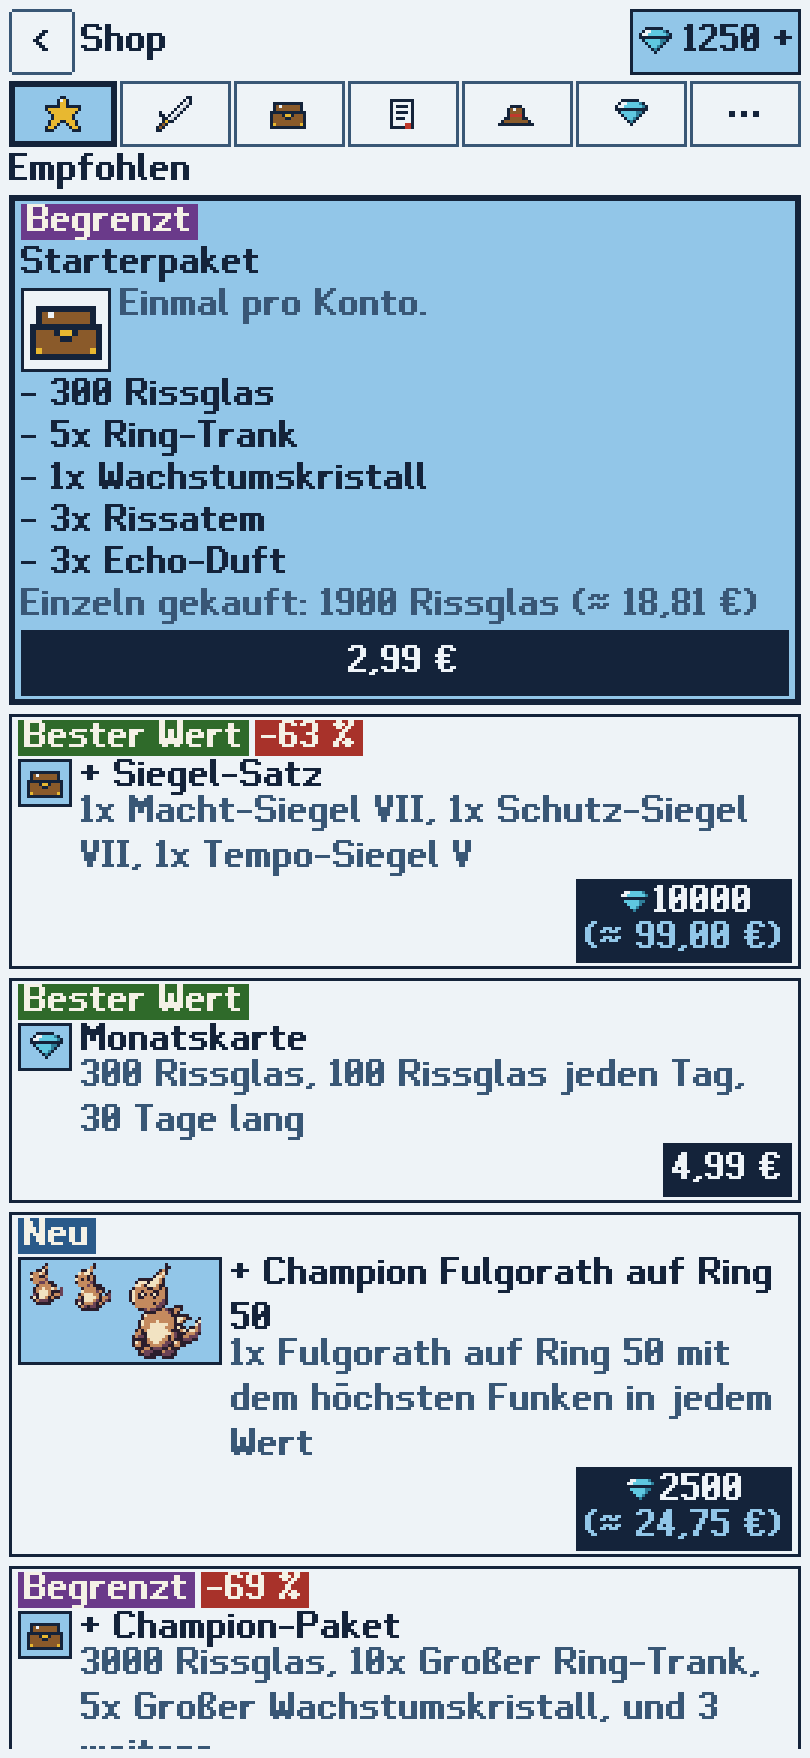 Shop
1250 +
Empfohlen
Begrenzt
Starterpaket
Einmal pro Konto.
- 300 Rissglas
- 5x Ring-Trank
- 1x Wachstumskristall
- 3x Rissatem
- 3x Echo-Duft
Einzeln gekauft: 1900 Rissglas (≈ 18,81 €)
2,99 €
Bester Wert -63 %
+ Siegel-Satz
1x Macht-Siegel VII, 1x Schutz-Siegel
VII, 1x Tempo-Siegel V
10000
(≈ 99,00 €)
Bester Wert
Monatskarte
300 Rissglas, 100 Rissglas jeden Tag,
30 Tage lang
4,99 €
Neu
+ Champion Fulgorath auf Ring
50
1x Fulgorath auf Ring 50 mit
dem höchsten Funken in jedem
Wert
2500
(≈ 24,75 €)
Begrenzt -69 %
+ Champion-Paket
3000 Rissglas, 10x Großer Ring-Trank,
5x Großer Wachstumskristall, und 3